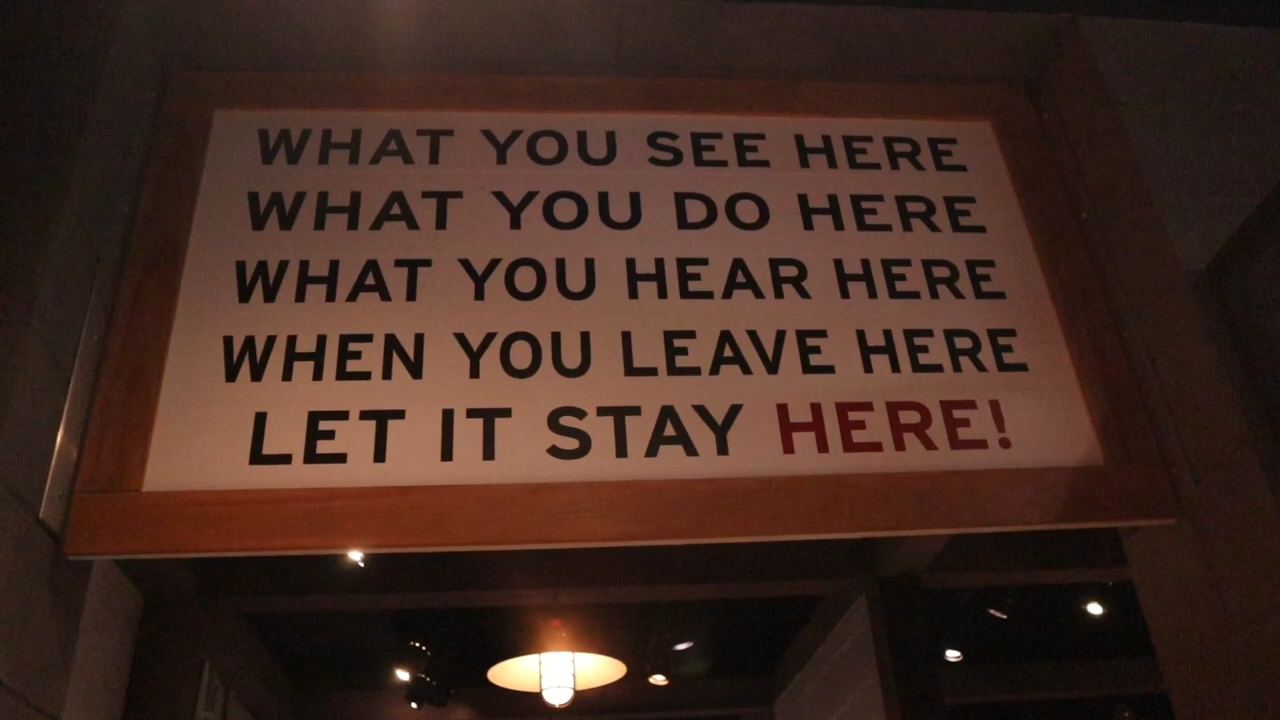 WHAT YOU SEE HERE
WHAT YOU DO HERE
WHAT YOU HEAR HERE
WHEN YOU LEAVE HERE
LET IT STAY HERE!